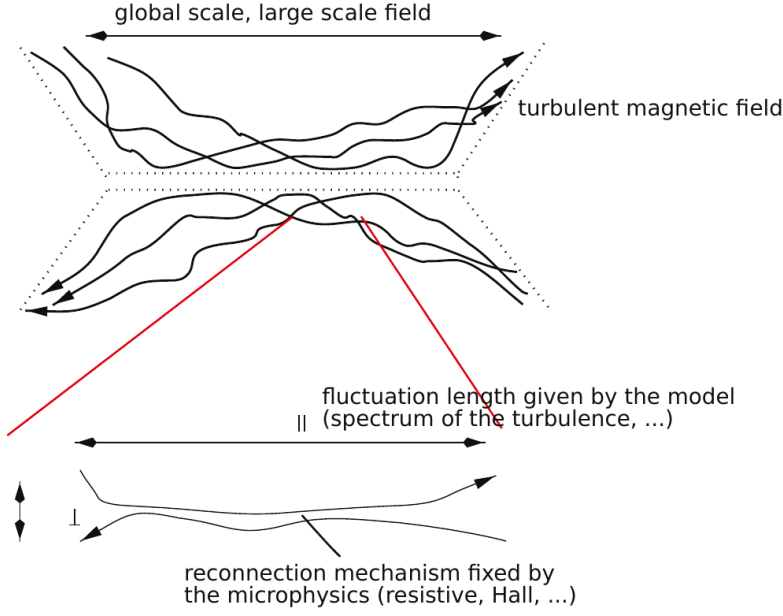 global scale, large scale field
turbulent magnetic field
fluctuation length given by the model
|| (spectrum of the turbulence, ...)
⊥
reconnection mechanism fixed by
the microphysics (resistive, Hall, ...)